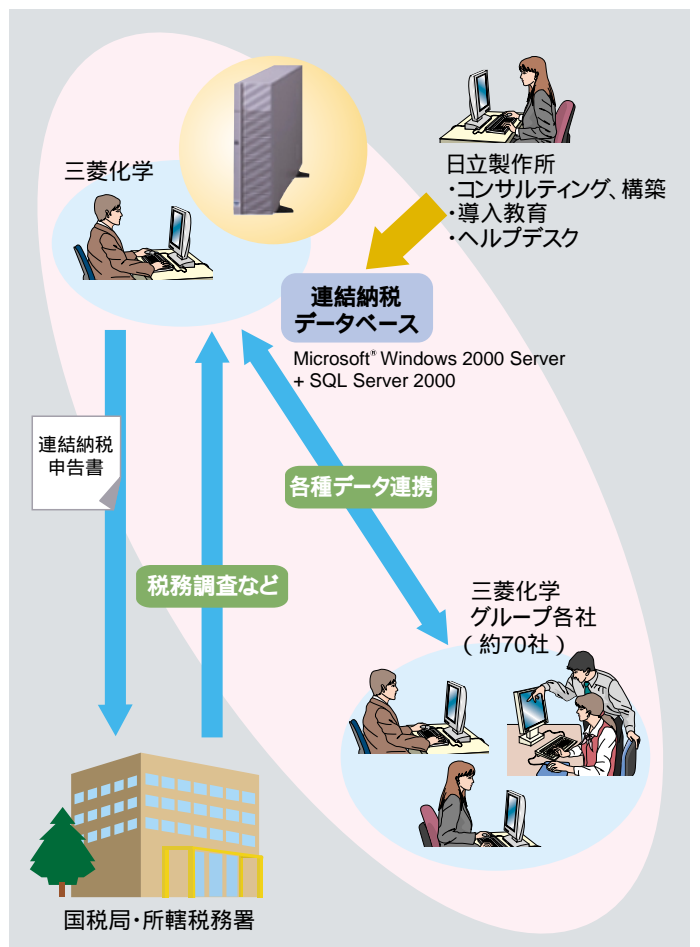 三菱化学
日立製作所
・コンサルティング、構築
・導入教育
・ヘルプデスク
連結納税
データベース
Microsoft® Windows 2000 Server
+ SQL Server 2000
連結納税
申告書
各種データ連携
税務調査など
三菱化学
グループ各社
（約70社）
国税局・所轄税務署